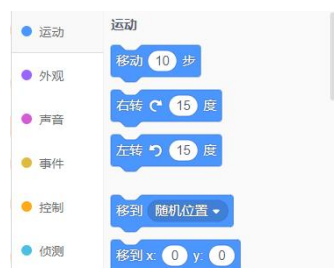 运动
外观
声音
事件
控制
侦测
运动
移动 10 步
右转 15 度
左转 15 度
移到 随机位置
移到 x: 0 y: 0